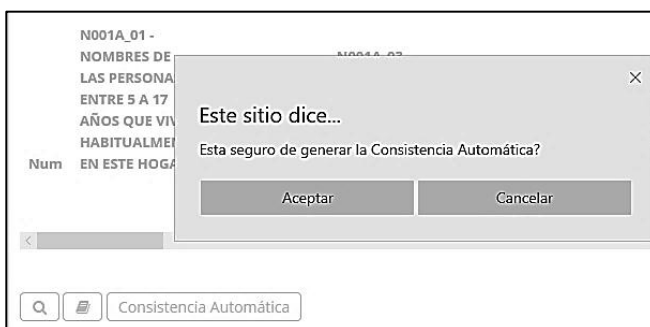 N001A_01 -
NOMBRES DE
LAS PERSONA
ENTRE 5 A 17
AÑOS QUE VIV
HABITUALMEN
Num EN ESTE HOGA
N001A_03
Este sitio dice...
Esta seguro de generar la Consistencia Automática?
Aceptar Cancelar
Consistencia Automática